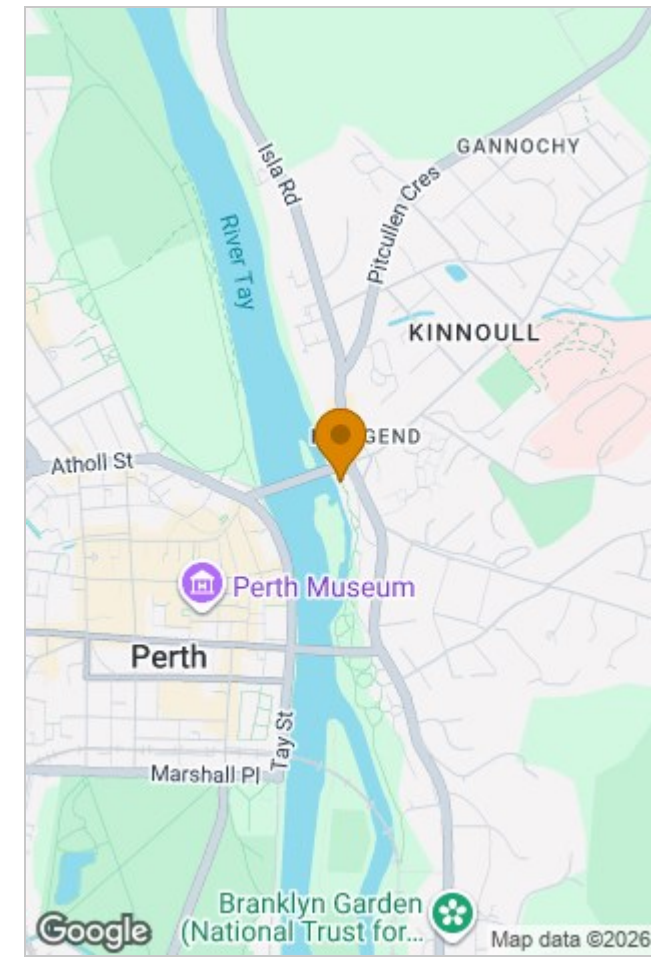 GANNOCHY
Isla Rd
Pitcullen Cres
River Tay
KINNOULL
GEND
Atholl St
Perth Museum
Perth
Tay St
Marshall Pl
Branklyn Garden
(National Trust for...
Google
Map data ©2026